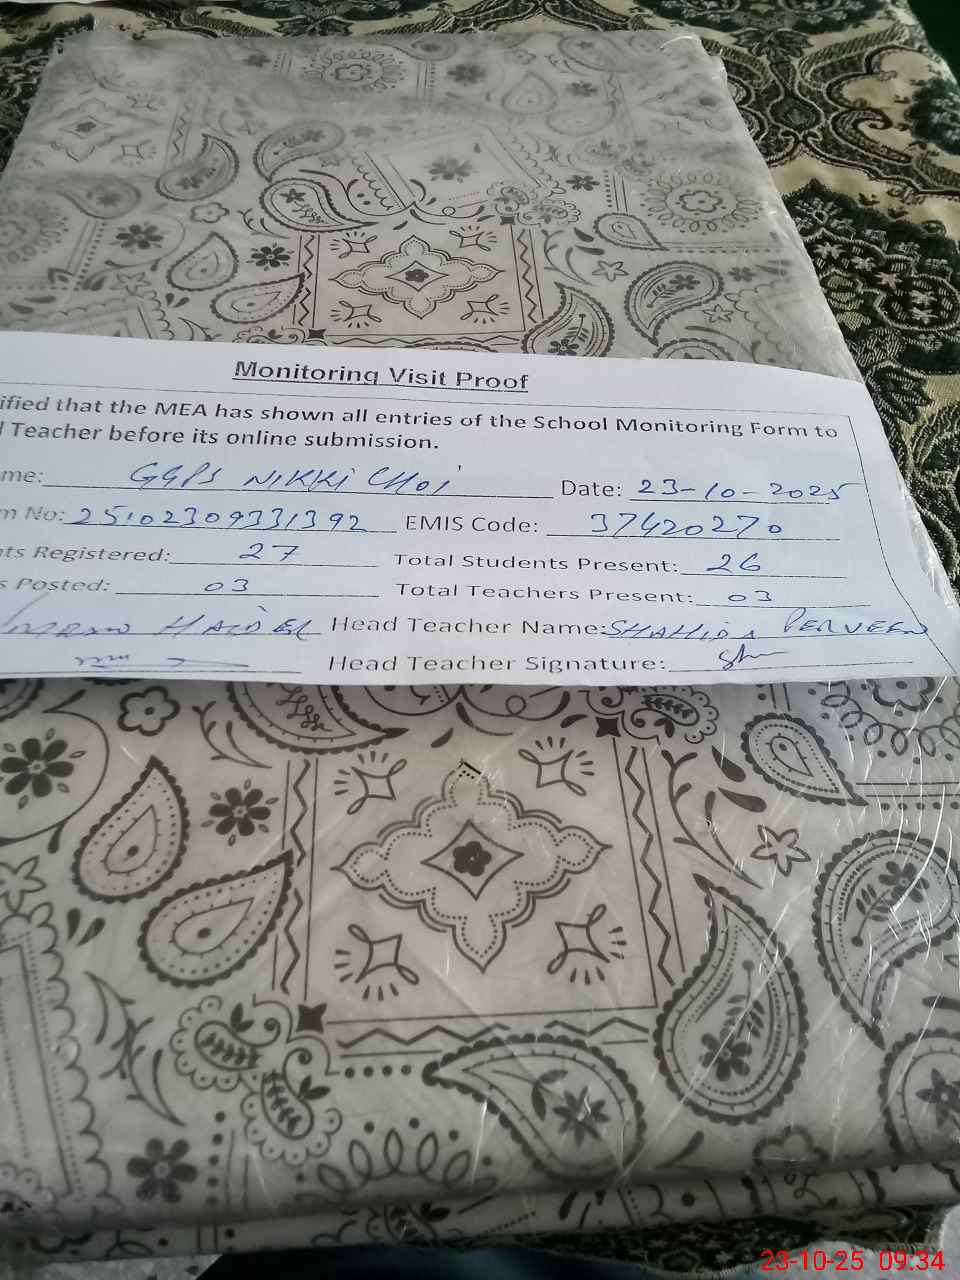 Monitoring Visit Proof
ified that the MEA has shown all entries of the School Monitoring Form to
Teacher before its online submission.
me: GGPS NIKKI CHOI Date: 23-10-2025
m No: 25102309331392 EMIS Code: 37420270
nts Registered: 27 Total Students Present: 26
s Posted: 03 Total Teachers Present: 03
HAIDER Head Teacher Name: SHAHIDA PERVEEN
Head Teacher Signature:
23-10-25 09:34